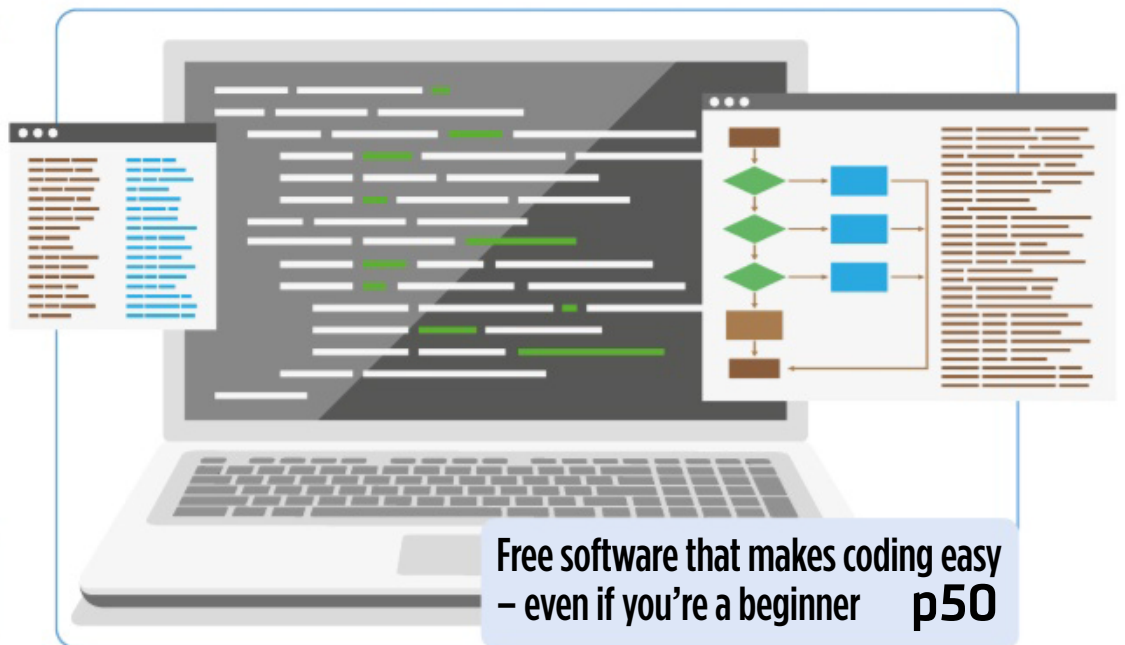 Free software that makes coding easy
– even if you're a beginner p50